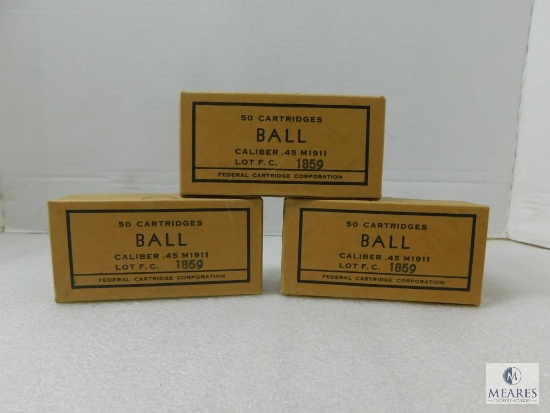 50 CARTRIDGES
BALL
CALIBER .45 M1911
LOT F.C. 1859
FEDERAL CARTRIDGE CORPORATION
50 CARTRIDGES
BALL
CALIBER .45 M1911
LOT F.C. 1859
FEDERAL CARTRIDGE CORPORATION
50 CARTRIDGES
BALL
CALIBER .45 M1911
LOT F.C. 1859
FEDERAL CARTRIDGE CORPORATION
MEARES